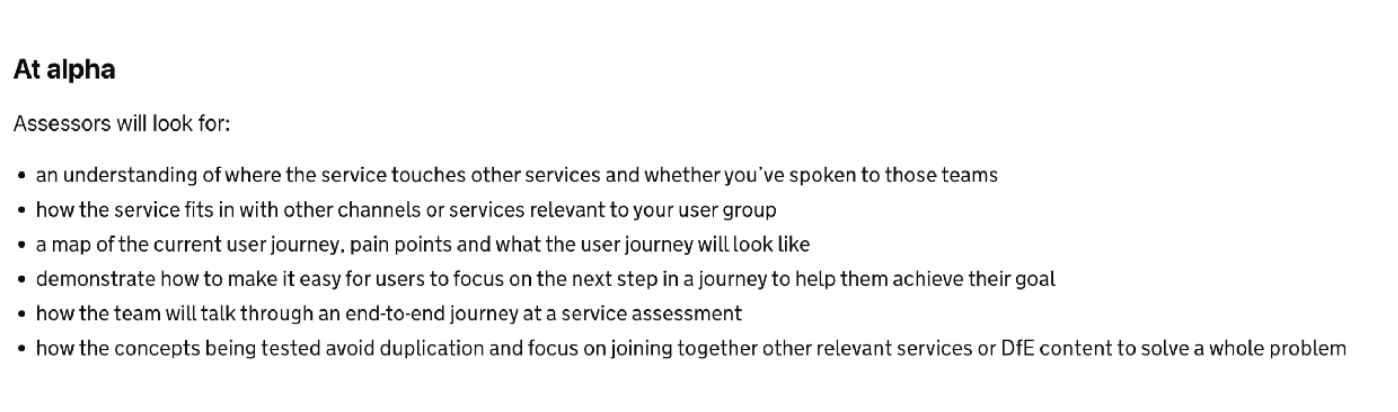 At alpha
Assessors will look for:
• an understanding of where the service touches other services and whether you've spoken to those teams
• how the service fits in with other channels or services relevant to your user group
• a map of the current user journey, pain points and what the user journey will look like
• demonstrate how to make it easy for users to focus on the next step in a journey to help them achieve their goal
• how the team will talk through an end-to-end journey at a service assessment
• how the concepts being tested avoid duplication and focus on joining together other relevant services or DfE content to solve a whole problem